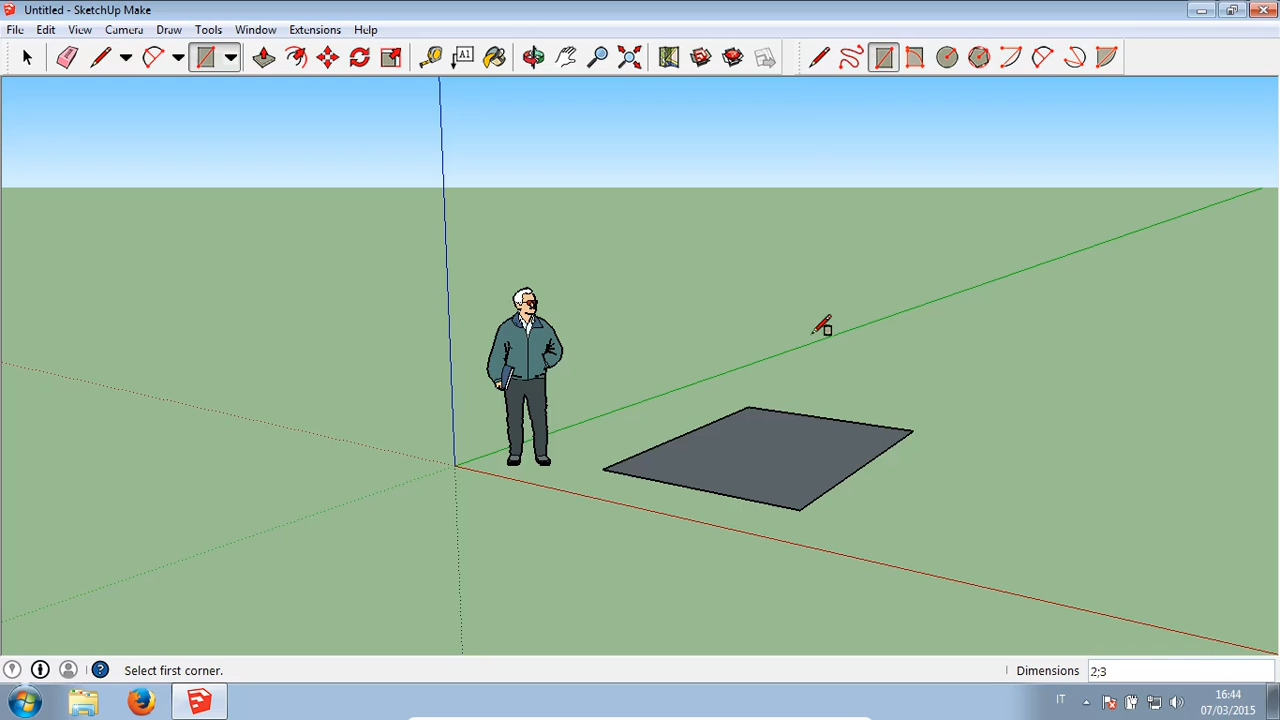 Untitled - SketchUp Make
File Edit View Camera Draw Tools Window Extensions Help
A1
Select first corner.
Dimensions 2;3
IT
16:44
07/03/2015